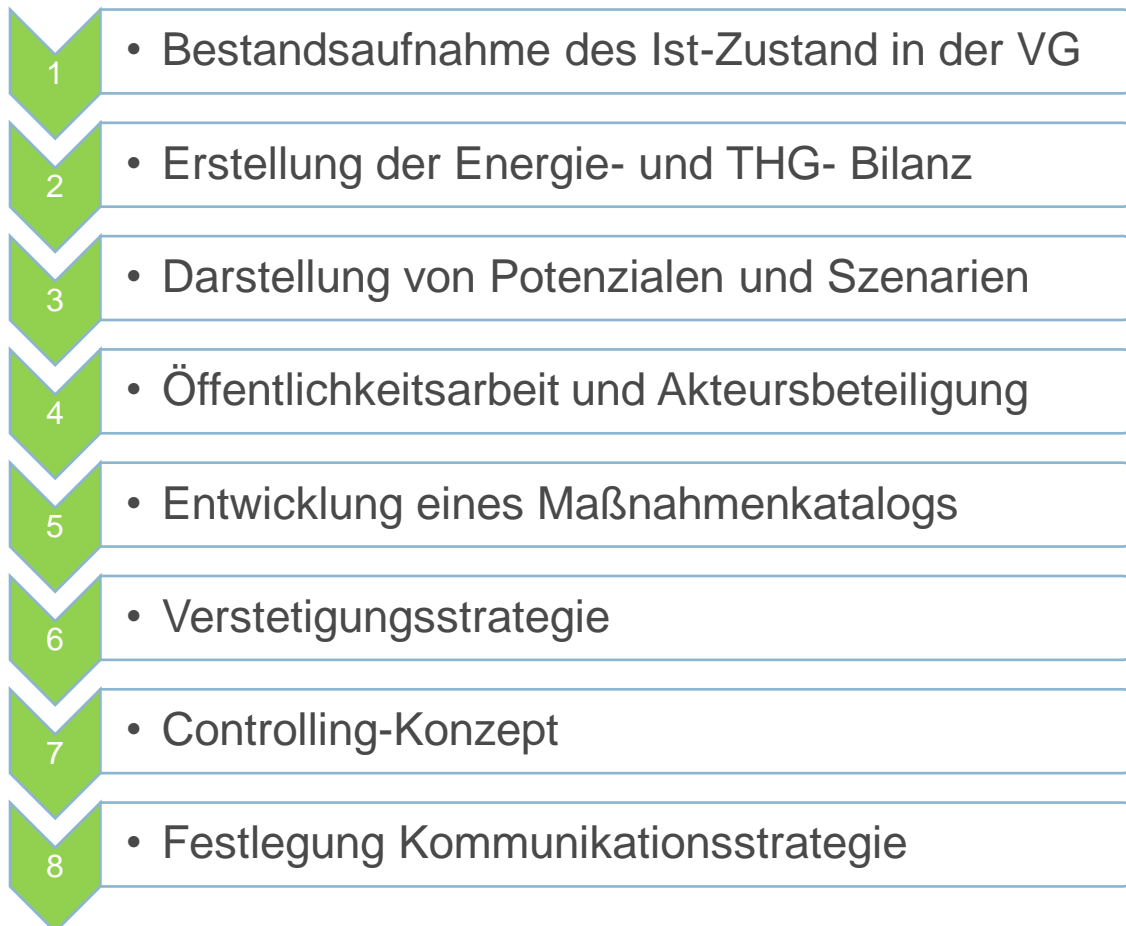 1
• Bestandsaufnahme des Ist-Zustand in der VG
2
• Erstellung der Energie- und THG- Bilanz
3
• Darstellung von Potenzialen und Szenarien
4
• Öffentlichkeitsarbeit und Akteursbeteiligung
5
• Entwicklung eines Maßnahmenkatalogs
6
• Verstetigungsstrategie
7
• Controlling-Konzept
8
• Festlegung Kommunikationsstrategie